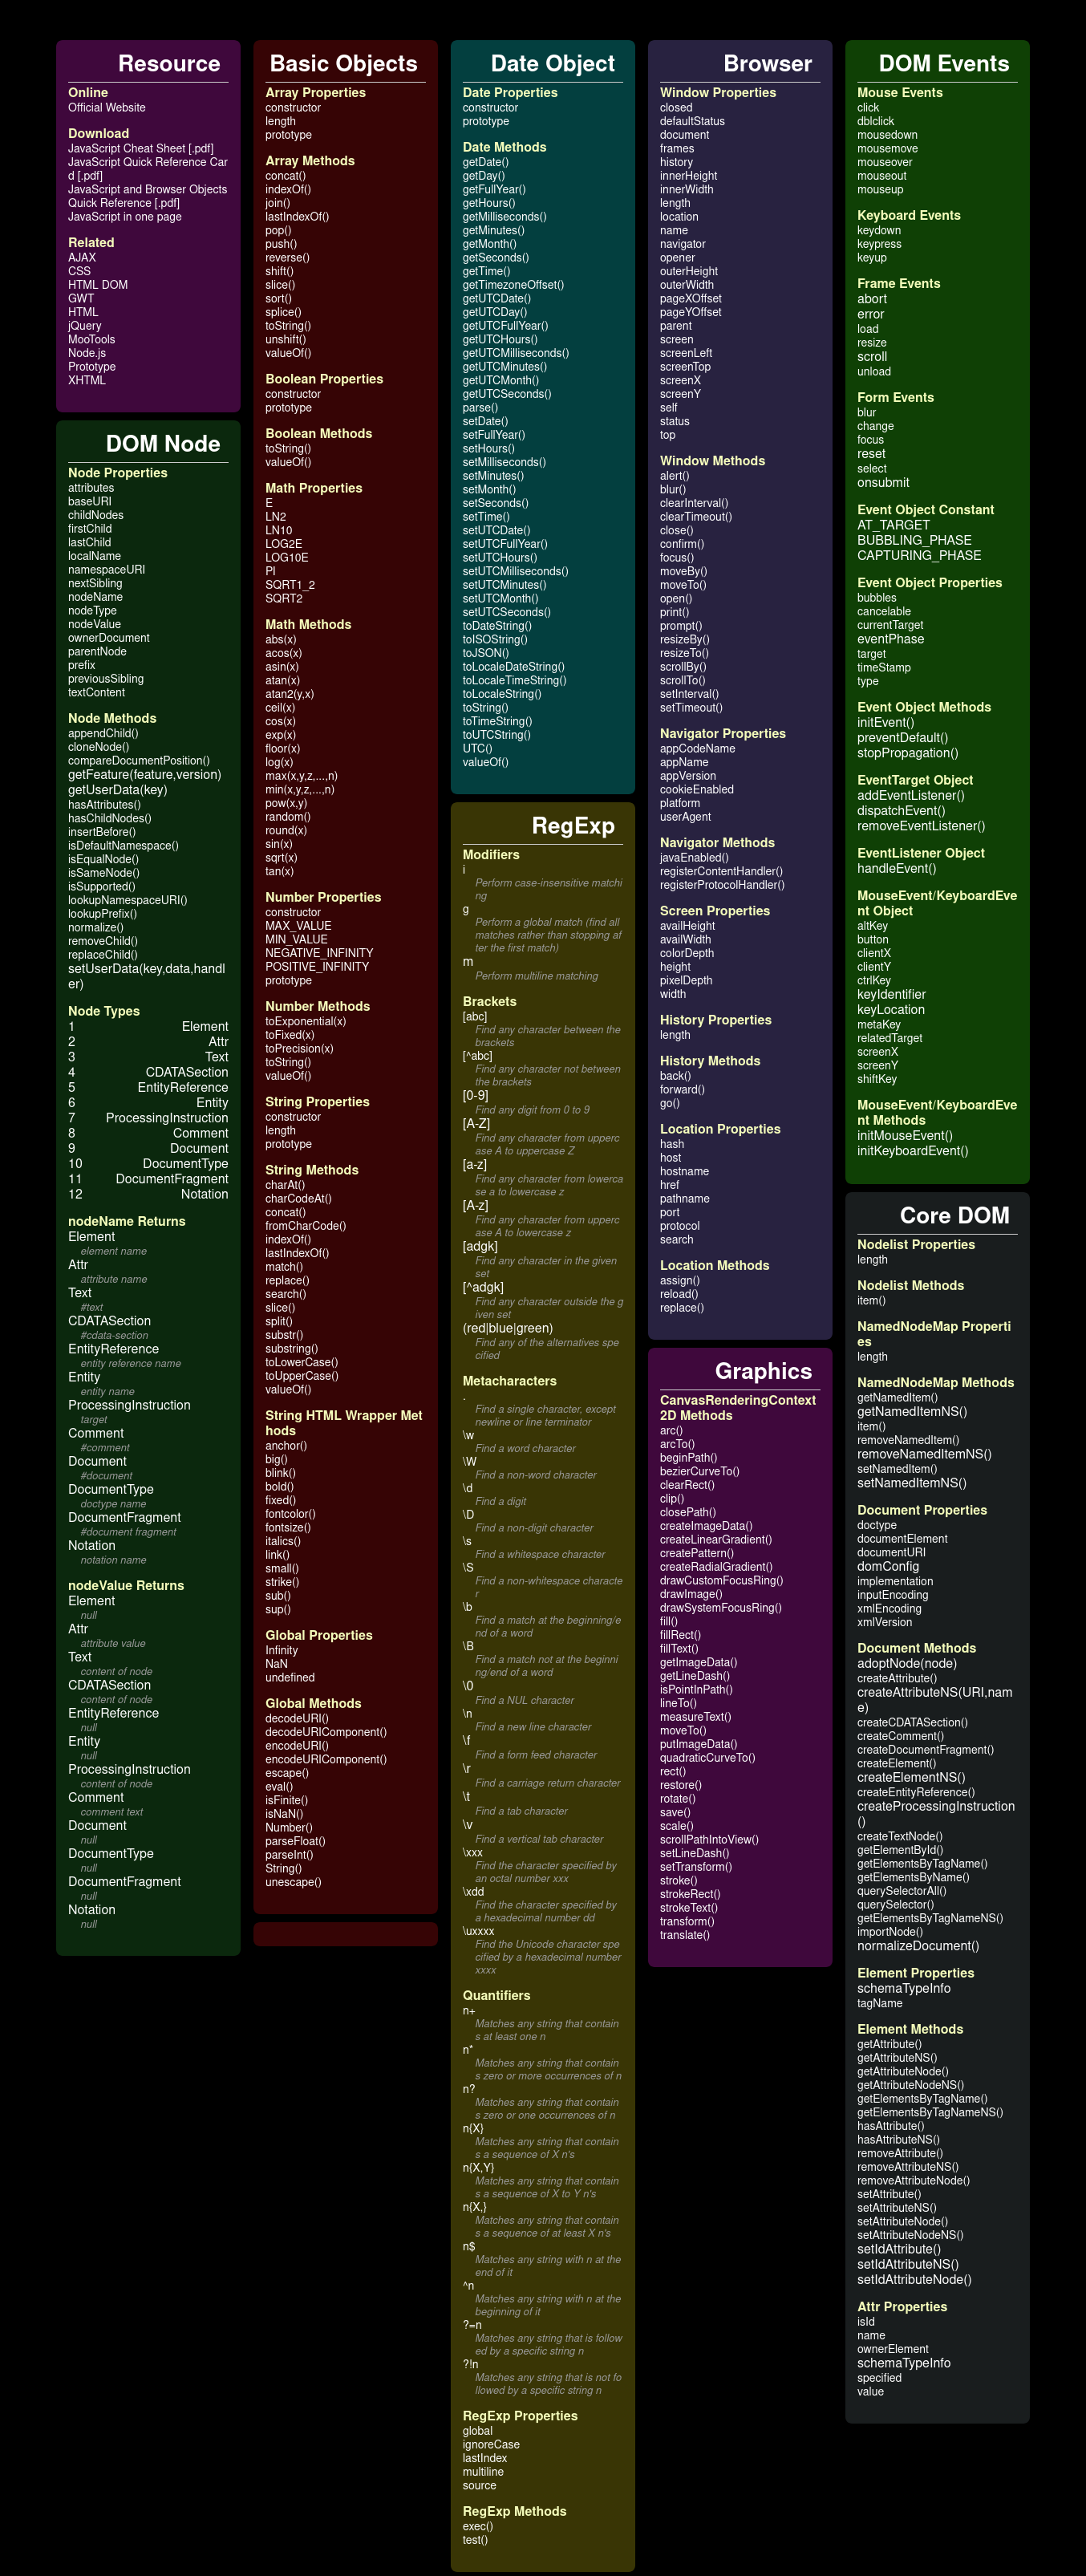 Resource
Online
Official Website
Download
JavaScript Cheat Sheet [.pdf]
JavaScript Quick Reference Car
d [.pdf]
JavaScript and Browser Objects
Quick Reference [.pdf]
JavaScript in one page
Related
AJAX
CSS
HTML DOM
GWT
HTML
jQuery
MooTools
Node.js
Prototype
XHTML
DOM Node
Node Properties
attributes
baseURI
childNodes
firstChild
lastChild
localName
namespaceURI
nextSibling
nodeName
nodeType
nodeValue
ownerDocument
parentNode
prefix
previousSibling
textContent
Node Methods
appendChild()
cloneNode()
compareDocumentPosition()
getFeature(feature,version)
getUserData(key)
hasAttributes()
hasChildNodes()
insertBefore()
isDefaultNamespace()
isEqualNode()
isSameNode()
isSupported()
lookupNamespaceURI()
lookupPrefix()
normalize()
removeChild()
replaceChild()
setUserData(key,data,handl
er)
Node Types
1 Element
2 Attr
3 Text
4 CDATASection
5 EntityReference
6 Entity
7 ProcessingInstruction
8 Comment
9 Document
10 DocumentType
11 DocumentFragment
12 Notation
nodeName Returns
Element
element name
Attr
attribute name
Text
#text
CDATASection
#cdata-section
EntityReference
entity reference name
Entity
entity name
ProcessingInstruction
target
Comment
#comment
Document
#document
DocumentType
doctype name
DocumentFragment
#document fragment
Notation
notation name
nodeValue Returns
Element
null
Attr
attribute value
Text
content of node
CDATASection
content of node
EntityReference
null
Entity
null
ProcessingInstruction
content of node
Comment
comment text
Document
null
DocumentType
null
DocumentFragment
null
Notation
null
Basic Objects
Array Properties
constructor
length
prototype
Array Methods
concat()
indexOf()
join()
lastIndexOf()
pop()
push()
reverse()
shift()
slice()
sort()
splice()
toString()
unshift()
valueOf()
Boolean Properties
constructor
prototype
Boolean Methods
toString()
valueOf()
Math Properties
E
LN2
LN10
LOG2E
LOG10E
PI
SQRT1_2
SQRT2
Math Methods
abs(x)
acos(x)
asin(x)
atan(x)
atan2(y,x)
ceil(x)
cos(x)
exp(x)
floor(x)
log(x)
max(x,y,z,...,n)
min(x,y,z,...,n)
pow(x,y)
random()
round(x)
sin(x)
sqrt(x)
tan(x)
Number Properties
constructor
MAX_VALUE
MIN_VALUE
NEGATIVE_INFINITY
POSITIVE_INFINITY
prototype
Number Methods
toExponential(x)
toFixed(x)
toPrecision(x)
toString()
valueOf()
String Properties
constructor
length
prototype
String Methods
charAt()
charCodeAt()
concat()
fromCharCode()
indexOf()
lastIndexOf()
match()
replace()
search()
slice()
split()
substr()
substring()
toLowerCase()
toUpperCase()
valueOf()
String HTML Wrapper Met
hods
anchor()
big()
blink()
bold()
fixed()
fontcolor()
fontsize()
italics()
link()
small()
strike()
sub()
sup()
Global Properties
Infinity
NaN
undefined
Global Methods
decodeURI()
decodeURIComponent()
encodeURI()
encodeURIComponent()
escape()
eval()
isFinite()
isNaN()
Number()
parseFloat()
parseInt()
String()
unescape()
Date Object
Date Properties
constructor
prototype
Date Methods
getDate()
getDay()
getFullYear()
getHours()
getMilliseconds()
getMinutes()
getMonth()
getSeconds()
getTime()
getTimezoneOffset()
getUTCDate()
getUTCDay()
getUTCFullYear()
getUTCHours()
getUTCMilliseconds()
getUTCMinutes()
getUTCMonth()
getUTCSeconds()
parse()
setDate()
setFullYear()
setHours()
setMilliseconds()
setMinutes()
setMonth()
setSeconds()
setTime()
setUTCDate()
setUTCFullYear()
setUTCHours()
setUTCMilliseconds()
setUTCMinutes()
setUTCMonth()
setUTCSeconds()
toDateString()
toISOString()
toJSON()
toLocaleDateString()
toLocaleTimeString()
toLocaleString()
toString()
toTimeString()
toUTCString()
UTC()
valueOf()
RegExp
Modifiers
i
Perform case-insensitive matchi
ng
g
Perform a global match (find all
matches rather than stopping af
ter the first match)
m
Perform multiline matching
Brackets
[abc]
Find any character between the
brackets
[^abc]
Find any character not between
the brackets
[0-9]
Find any digit from 0 to 9
[A-Z]
Find any character from upperc
ase A to uppercase Z
[a-z]
Find any character from lowerca
se a to lowercase z
[A-z]
Find any character from upperc
ase A to lowercase z
[adgk]
Find any character in the given
set
[^adgk]
Find any character outside the g
iven set
(red|blue|green)
Find any of the alternatives spe
cified
Metacharacters
.
Find a single character, except
newline or line terminator
\w
Find a word character
\W
Find a non-word character
\d
Find a digit
\D
Find a non-digit character
\s
Find a whitespace character
\S
Find a non-whitespace characte
r
\b
Find a match at the beginning/e
nd of a word
\B
Find a match not at the beginni
ng/end of a word
\0
Find a NUL character
\n
Find a new line character
\f
Find a form feed character
\r
Find a carriage return character
\t
Find a tab character
\v
Find a vertical tab character
\xxx
Find the character specified by
an octal number xxx
\xdd
Find the character specified by
a hexadecimal number dd
\uxxxx
Find the Unicode character spe
cified by a hexadecimal number
xxxx
Quantifiers
n+
Matches any string that contain
s at least one n
n*
Matches any string that contain
s zero or more occurrences of n
n?
Matches any string that contain
s zero or one occurrences of n
n{X}
Matches any string that contain
s a sequence of X n's
n{X,Y}
Matches any string that contain
s a sequence of X to Y n's
n{X,}
Matches any string that contain
s a sequence of at least X n's
n$
Matches any string with n at the
end of it
^n
Matches any string with n at the
beginning of it
?=n
Matches any string that is follow
ed by a specific string n
?!n
Matches any string that is not fo
llowed by a specific string n
RegExp Properties
global
ignoreCase
lastIndex
multiline
source
RegExp Methods
exec()
test()
Browser
Window Properties
closed
defaultStatus
document
frames
history
innerHeight
innerWidth
length
location
name
navigator
opener
outerHeight
outerWidth
pageXOffset
pageYOffset
parent
screen
screenLeft
screenTop
screenX
screenY
self
status
top
Window Methods
alert()
blur()
clearInterval()
clearTimeout()
close()
confirm()
focus()
moveBy()
moveTo()
open()
print()
prompt()
resizeBy()
resizeTo()
scrollBy()
scrollTo()
setInterval()
setTimeout()
Navigator Properties
appCodeName
appName
appVersion
cookieEnabled
platform
userAgent
Navigator Methods
javaEnabled()
registerContentHandler()
registerProtocolHandler()
Screen Properties
availHeight
availWidth
colorDepth
height
pixelDepth
width
History Properties
length
History Methods
back()
forward()
go()
Location Properties
hash
host
hostname
href
pathname
port
protocol
search
Location Methods
assign()
reload()
replace()
Graphics
CanvasRenderingContext
2D Methods
arc()
arcTo()
beginPath()
bezierCurveTo()
clearRect()
clip()
closePath()
createImageData()
createLinearGradient()
createPattern()
createRadialGradient()
drawCustomFocusRing()
drawImage()
drawSystemFocusRing()
fill()
fillRect()
fillText()
getImageData()
getLineDash()
isPointInPath()
lineTo()
measureText()
moveTo()
putImageData()
quadraticCurveTo()
rect()
restore()
rotate()
save()
scale()
scrollPathIntoView()
setLineDash()
setTransform()
stroke()
strokeRect()
strokeText()
transform()
translate()
DOM Events
Mouse Events
click
dblclick
mousedown
mousemove
mouseover
mouseout
mouseup
Keyboard Events
keydown
keypress
keyup
Frame Events
abort
error
load
resize
scroll
unload
Form Events
blur
change
focus
reset
select
onsubmit
Event Object Constant
AT_TARGET
BUBBLING_PHASE
CAPTURING_PHASE
Event Object Properties
bubbles
cancelable
currentTarget
eventPhase
target
timeStamp
type
Event Object Methods
initEvent()
preventDefault()
stopPropagation()
EventTarget Object
addEventListener()
dispatchEvent()
removeEventListener()
EventListener Object
handleEvent()
MouseEvent/KeyboardEve
nt Object
altKey
button
clientX
clientY
ctrlKey
keyIdentifier
keyLocation
metaKey
relatedTarget
screenX
screenY
shiftKey
MouseEvent/KeyboardEve
nt Methods
initMouseEvent()
initKeyboardEvent()
Core DOM
Nodelist Properties
length
Nodelist Methods
item()
NamedNodeMap Properti
es
length
NamedNodeMap Methods
getNamedItem()
getNamedItemNS()
item()
removeNamedItem()
removeNamedItemNS()
setNamedItem()
setNamedItemNS()
Document Properties
doctype
documentElement
documentURI
domConfig
implementation
inputEncoding
xmlEncoding
xmlVersion
Document Methods
adoptNode(node)
createAttribute()
createAttributeNS(URI,nam
e)
createCDATASection()
createComment()
createDocumentFragment()
createElement()
createElementNS()
createEntityReference()
createProcessingInstruction
()
createTextNode()
getElementById()
getElementsByTagName()
getElementsByName()
querySelectorAll()
querySelector()
getElementsByTagNameNS()
importNode()
normalizeDocument()
Element Properties
schemaTypeInfo
tagName
Element Methods
getAttribute()
getAttributeNS()
getAttributeNode()
getAttributeNodeNS()
getElementsByTagName()
getElementsByTagNameNS()
hasAttribute()
hasAttributeNS()
removeAttribute()
removeAttributeNS()
removeAttributeNode()
setAttribute()
setAttributeNS()
setAttributeNode()
setAttributeNodeNS()
setIdAttribute()
setIdAttributeNS()
setIdAttributeNode()
Attr Properties
isId
name
ownerElement
schemaTypeInfo
specified
value